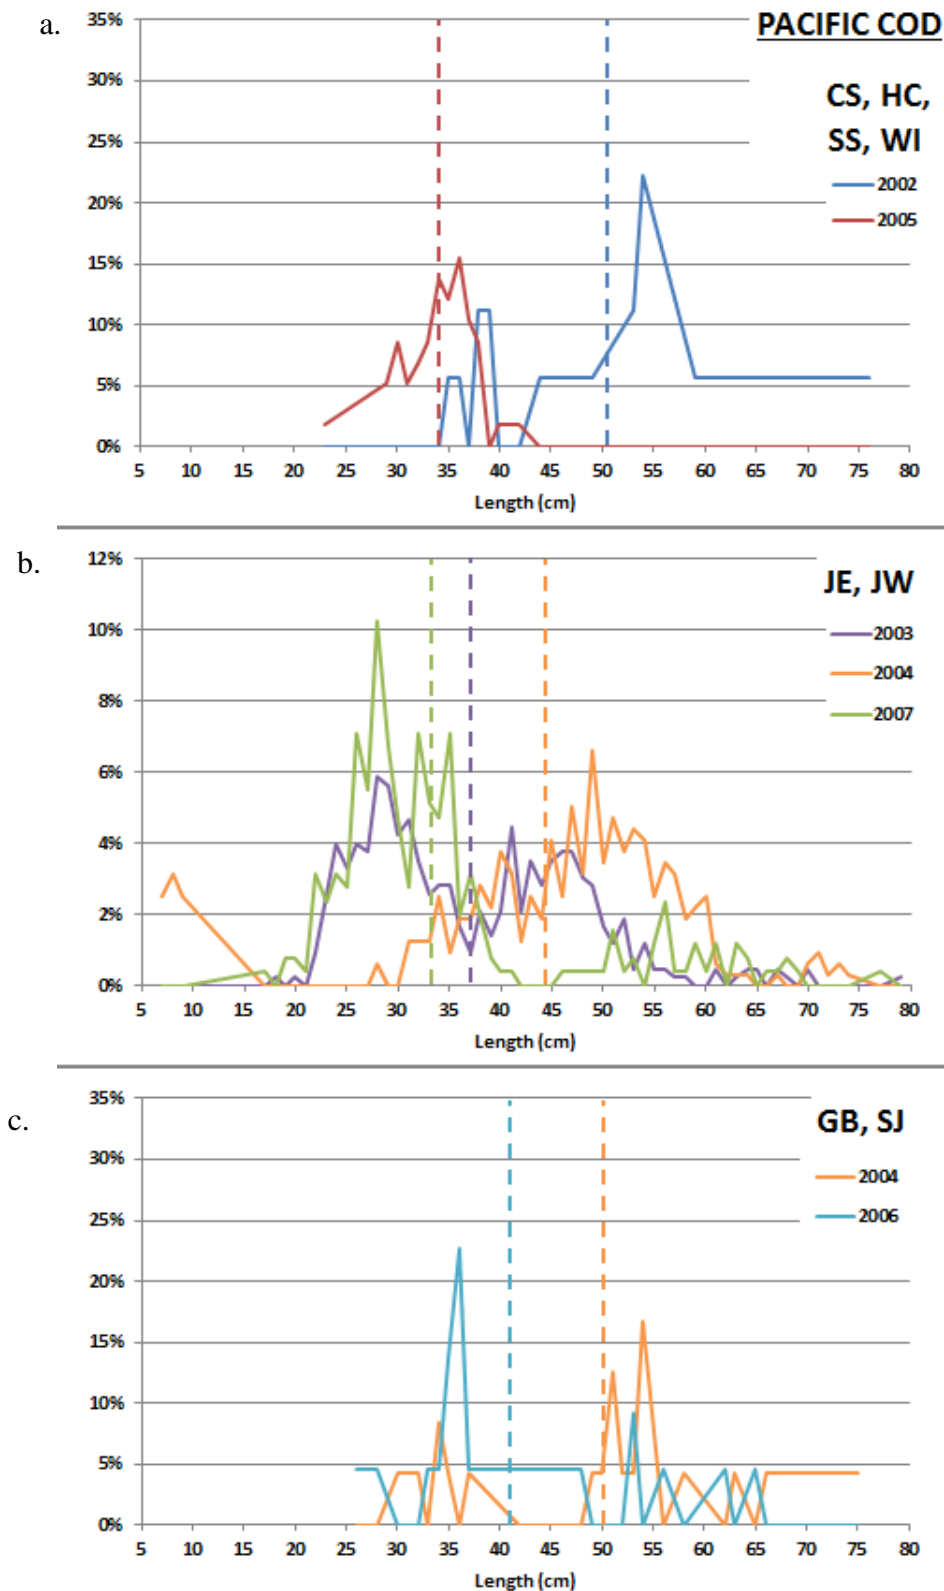 a.
PACIFIC COD
CS, HC,
SS, WI
2002
2005
35%
30%
25%
20%
15%
10%
5%
0%
5 10 15 20 25 30 35 40 45 50 55 60 65 70 75 80
Length (cm)
b.
JE, JW
2003
2004
2007
12%
10%
8%
6%
4%
2%
0%
5 10 15 20 25 30 35 40 45 50 55 60 65 70 75 80
Length (cm)
c.
GB, SJ
2004
2006
35%
30%
25%
20%
15%
10%
5%
0%
5 10 15 20 25 30 35 40 45 50 55 60 65 70 75 80
Length (cm)